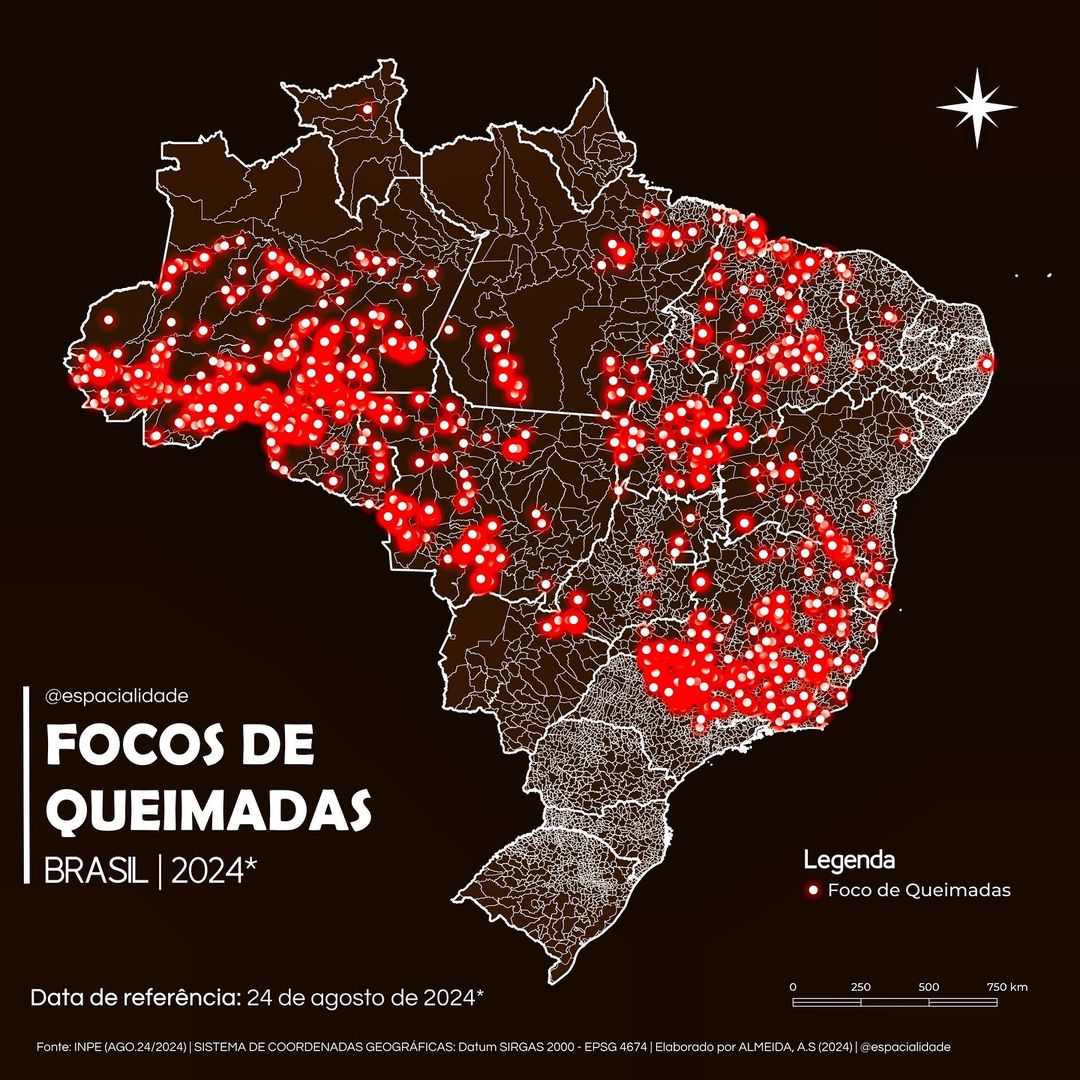 @espacialidade
FOCOS DE
QUEIMADAS
BRASIL | 2024*
Legenda
Foco de Queimadas
Data de referência: 24 de agosto de 2024*
0 250 500 750 km
Fonte: INPE (AGO.24/2024) | SISTEMA DE COORDENADAS GEOGRÁFICAS: Datum SIRGAS 2000 - EPSG 4674 | Elaborado por ALMEIDA, A.S (2024) | @espacialidade